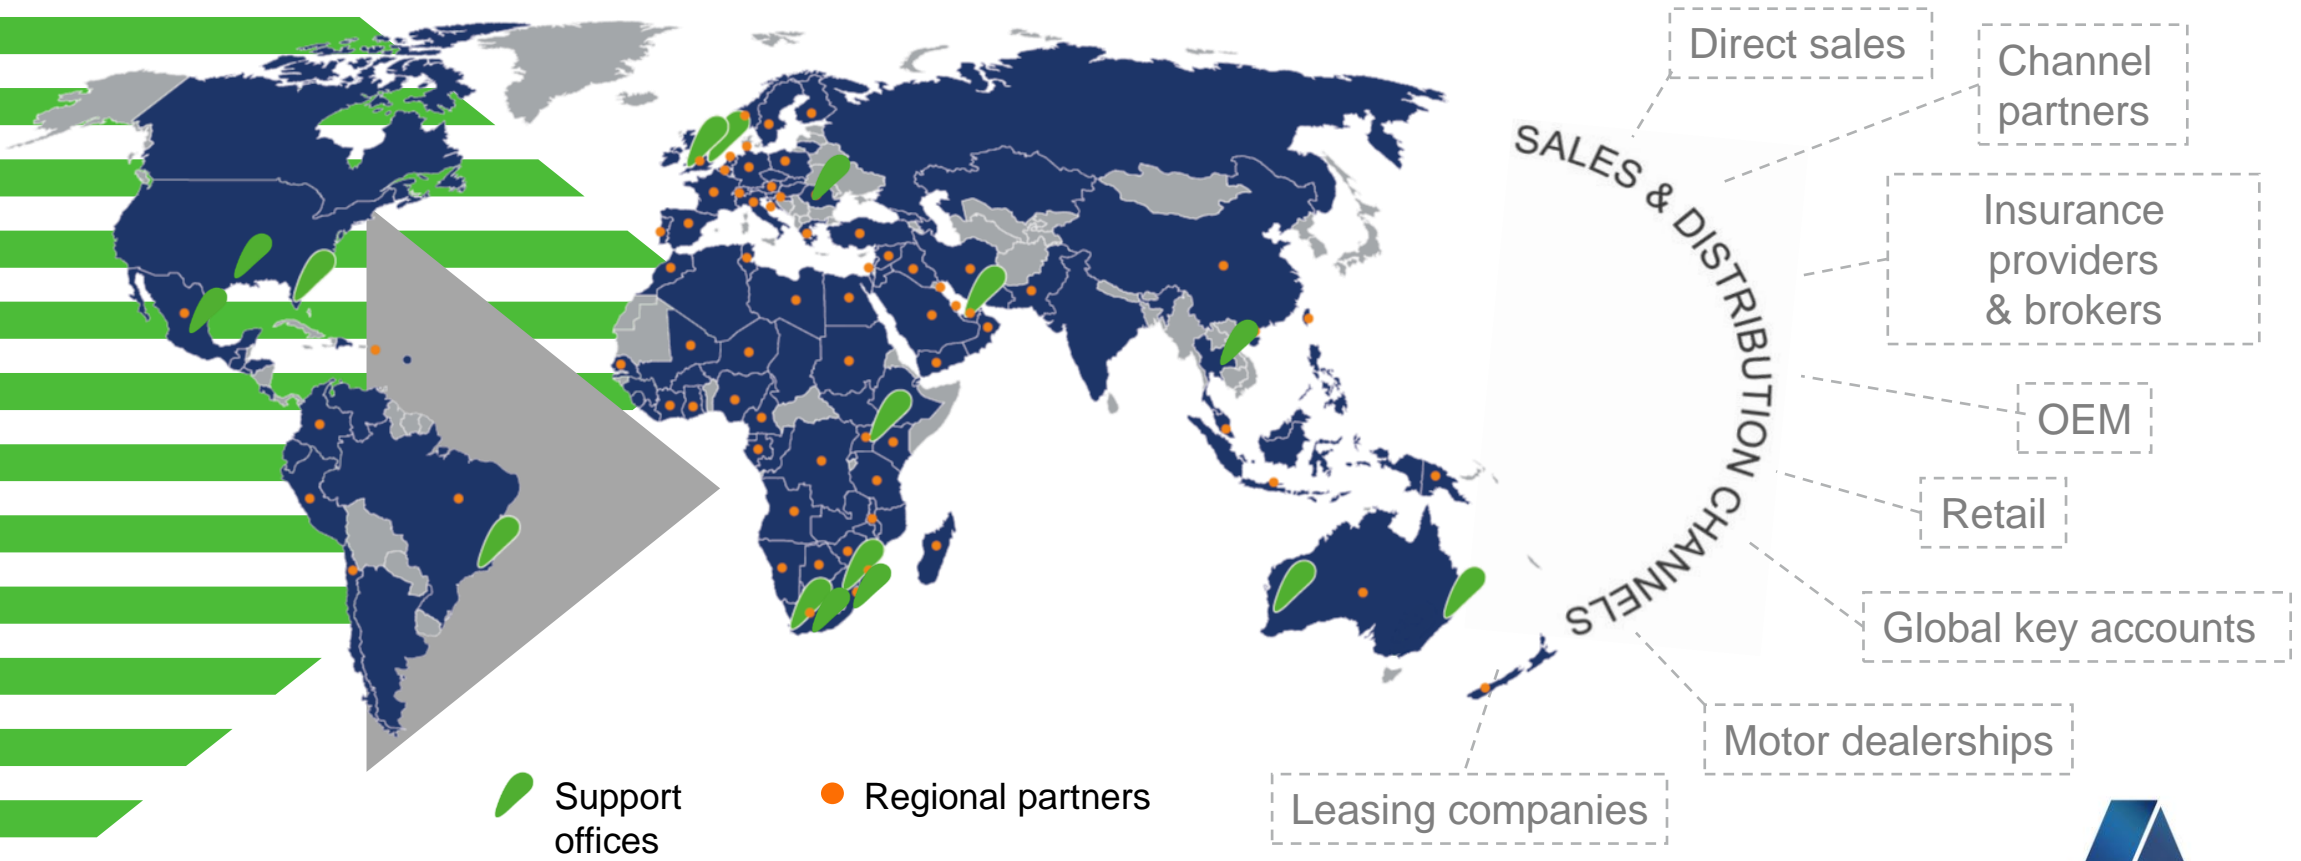 Direct sales
Channel
partners
SALES & DISTRIBUTION CHANNELS
Insurance
providers
& brokers
OEM
Retail
Global key accounts
Motor dealerships
Leasing companies
Support
offices
Regional partners